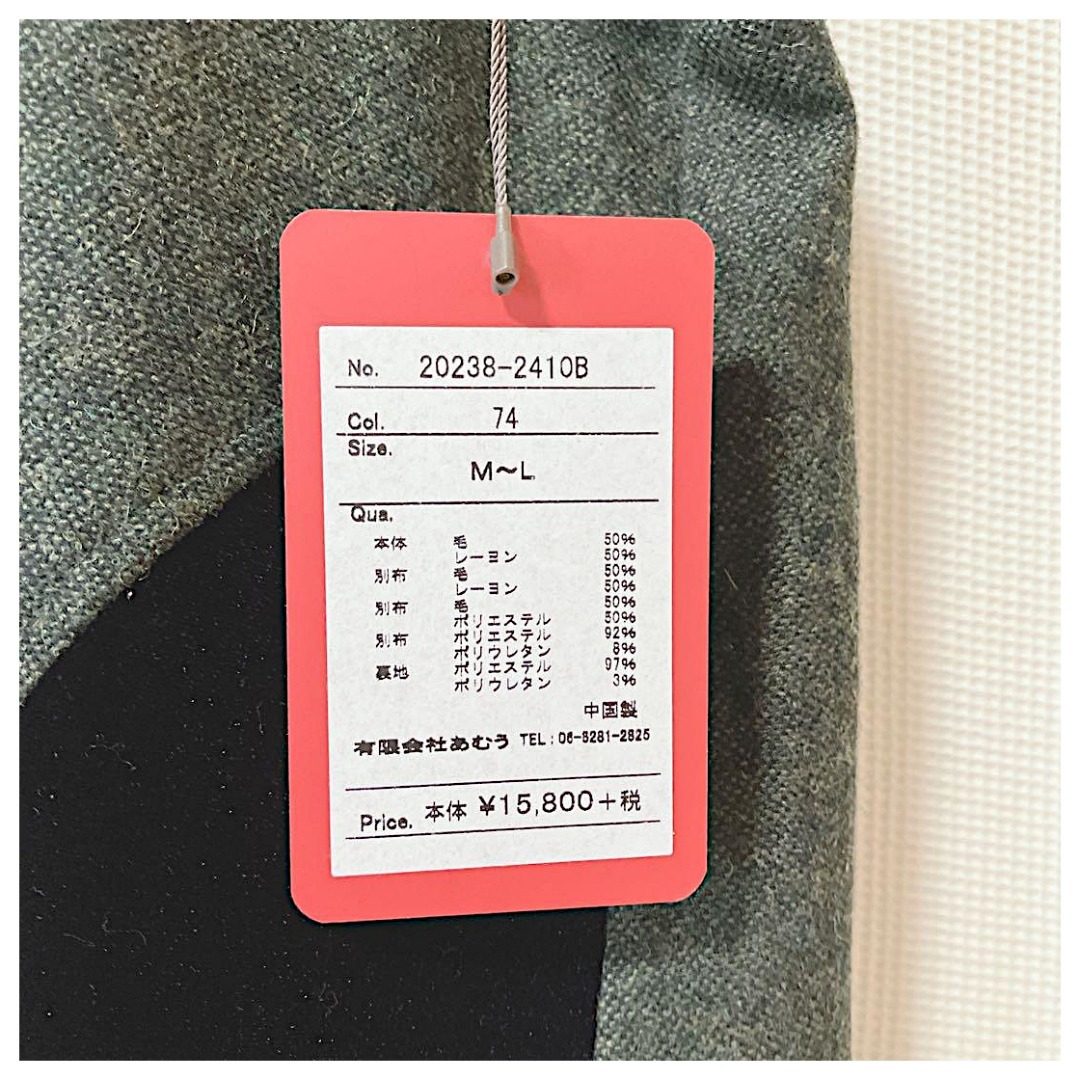 No. 20238-2410B
Col. 74
Size.
M〜L
Qua.
本体 毛 50%
レーヨン 50%
別布 毛 50%
レーヨン 50%
別布 毛 50%
ポリエステル 50%
別布 ポリエステル 92%
ポリウレタン 8%
裏地 ポリエステル 97%
ポリウレタン 3%
中国製
有限会社あむう TEL:06-6281-2825
Price. 本体 ¥15,800+税